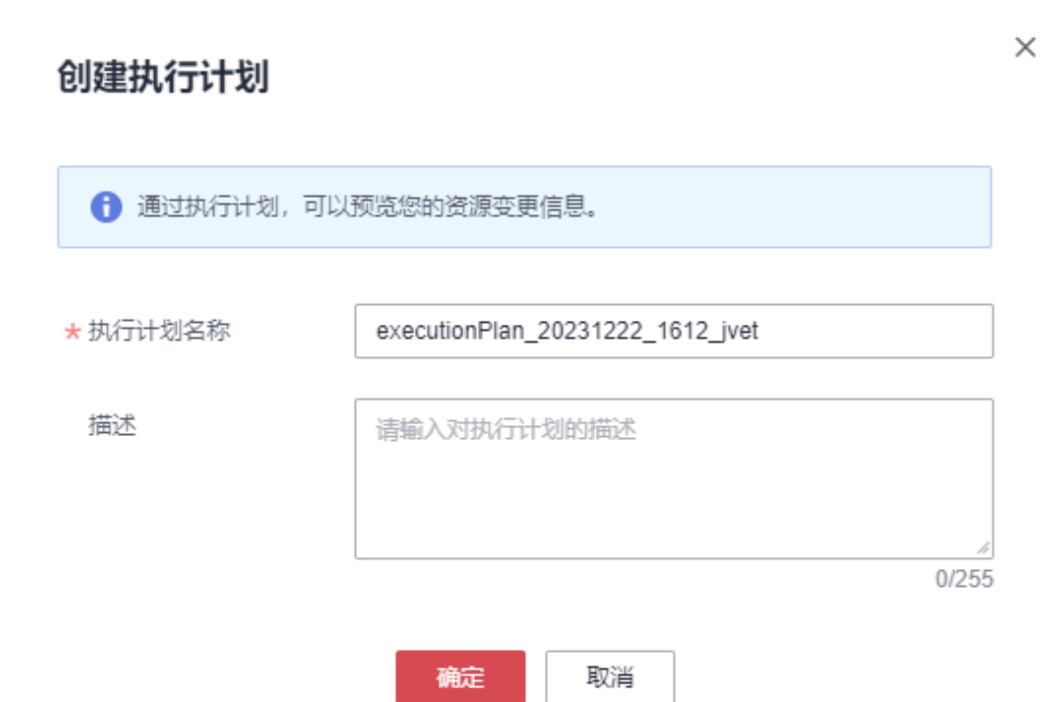 创建执行计划
通过执行计划，可以预览您的资源变更信息。
* 执行计划名称
executionPlan_20231222_1612_jvet
描述
请输入对执行计划的描述
0/255
确定
取消